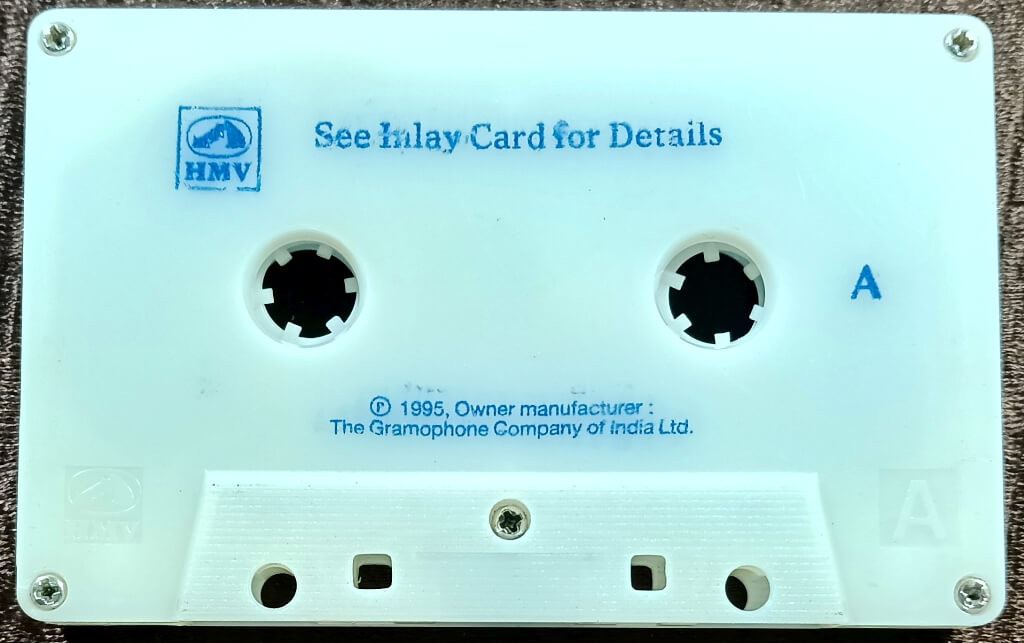 HMV
See Inlay Card for Details
A
ⓟ 1995, Owner manufacturer :
The Gramophone Company of India Ltd.
HMV
A